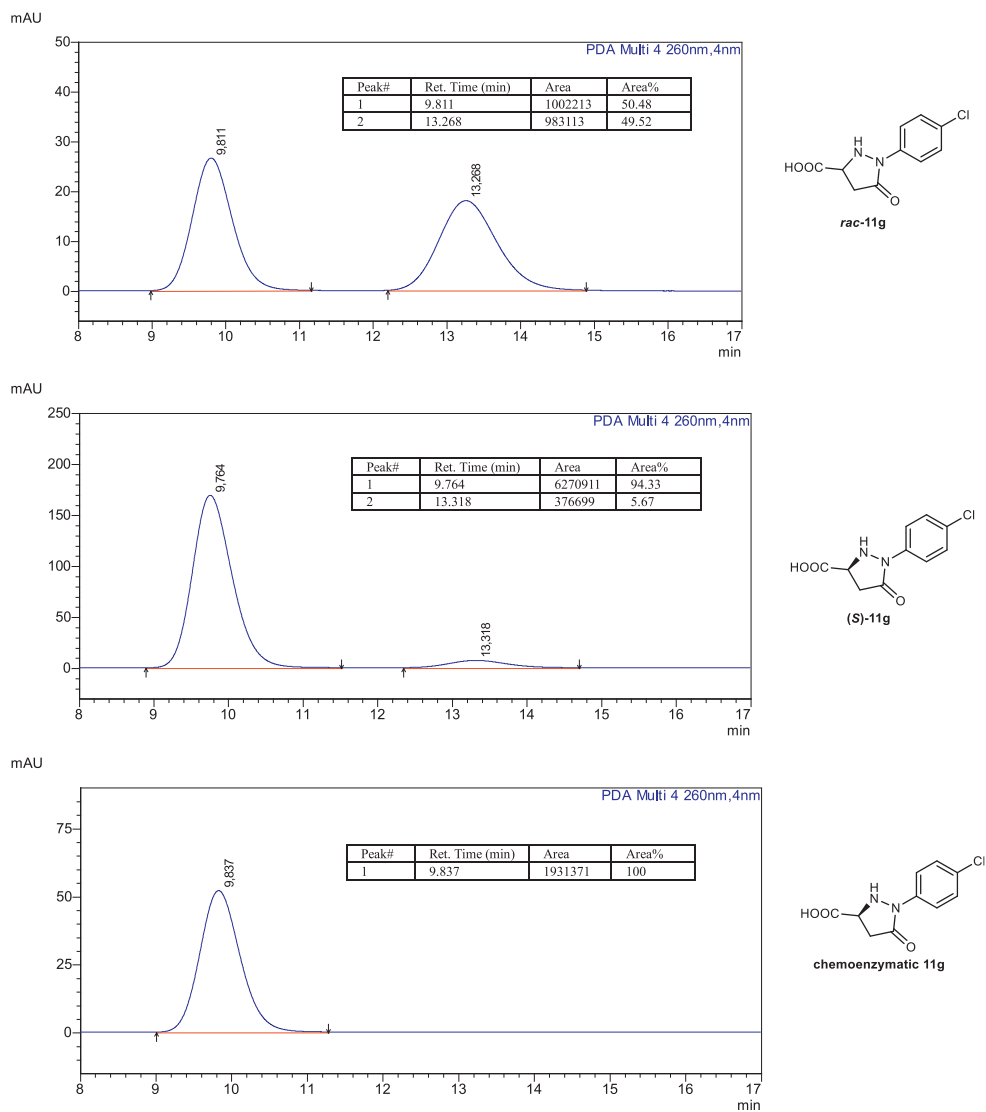 mAU
PDA Multi 4 260nm,4nm
50
40
30
20
10
0
Peak# Ret. Time (min) Area Area%
1 9.811 1002213 50.48
2 13.268 983113 49.52
9,811
13,268
8 9 10 11 12 13 14 15 16 17
min
Cl
H
N
N
HOOC
O
rac-11g
mAU
PDA Multi 4 260nm,4nm
250
200
150
100
50
0
Peak# Ret. Time (min) Area Area%
1 9.764 6270911 94.33
2 13.318 376699 5.67
9,764
13,318
8 9 10 11 12 13 14 15 16 17
min
Cl
H
N
N
HOOC
O
(S)-11g
mAU
PDA Multi 4 260nm,4nm
75
50
25
0
Peak# Ret. Time (min) Area Area%
1 9.837 1931371 100
9,837
8 9 10 11 12 13 14 15 16 17
min
Cl
H
N
N
HOOC
O
chemoenzymatic 11g